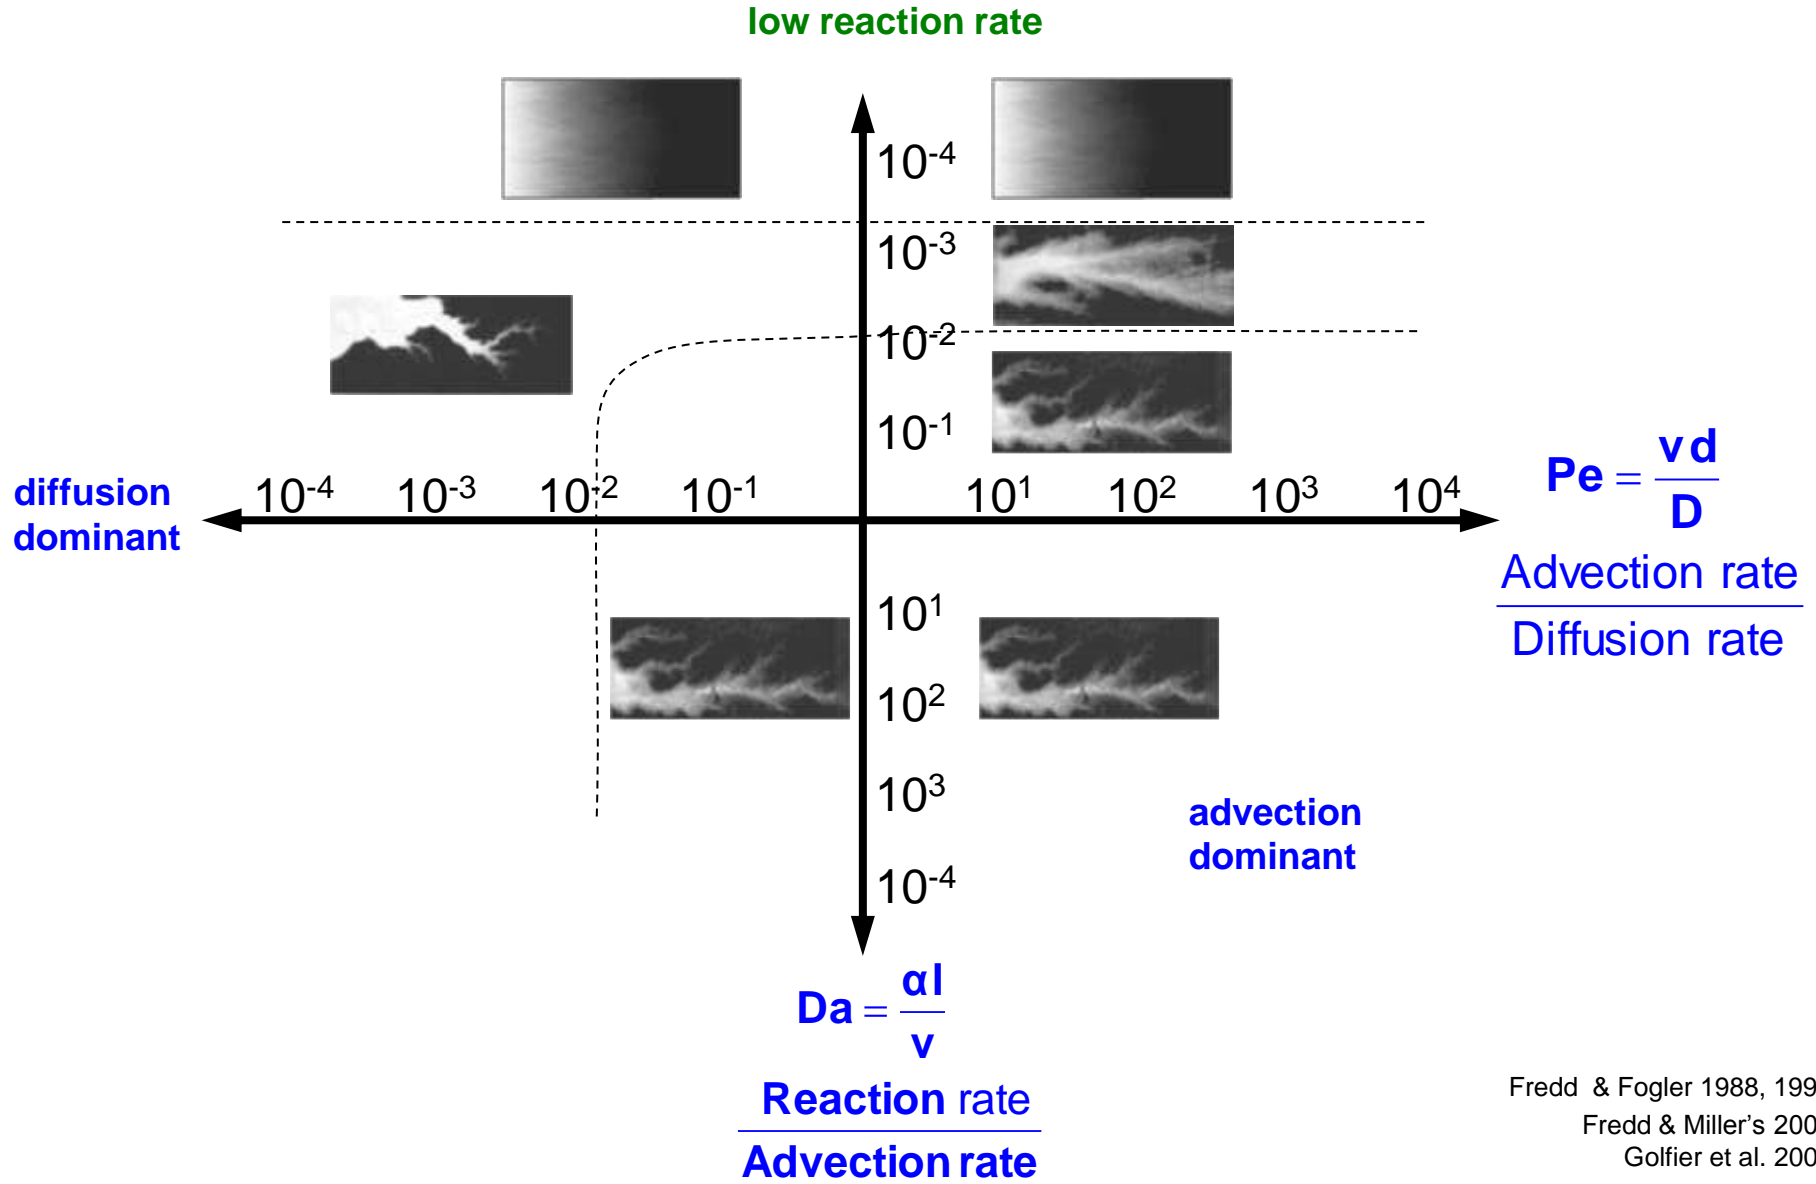 low reaction rate
10⁻⁴
10⁻³
10⁻²
10⁻¹
diffusion
dominant
10⁻⁴ 10⁻³ 10⁻² 10⁻¹ 10¹ 10² 10³ 10⁴
Pe = v d / D
Advection rate
Diffusion rate
10¹
10²
10³
10⁻⁴
advection
dominant
Da = αl / v
Reaction rate
Advection rate
Fredd & Fogler 1988, 199
Fredd & Miller's 200
Golfier et al. 200